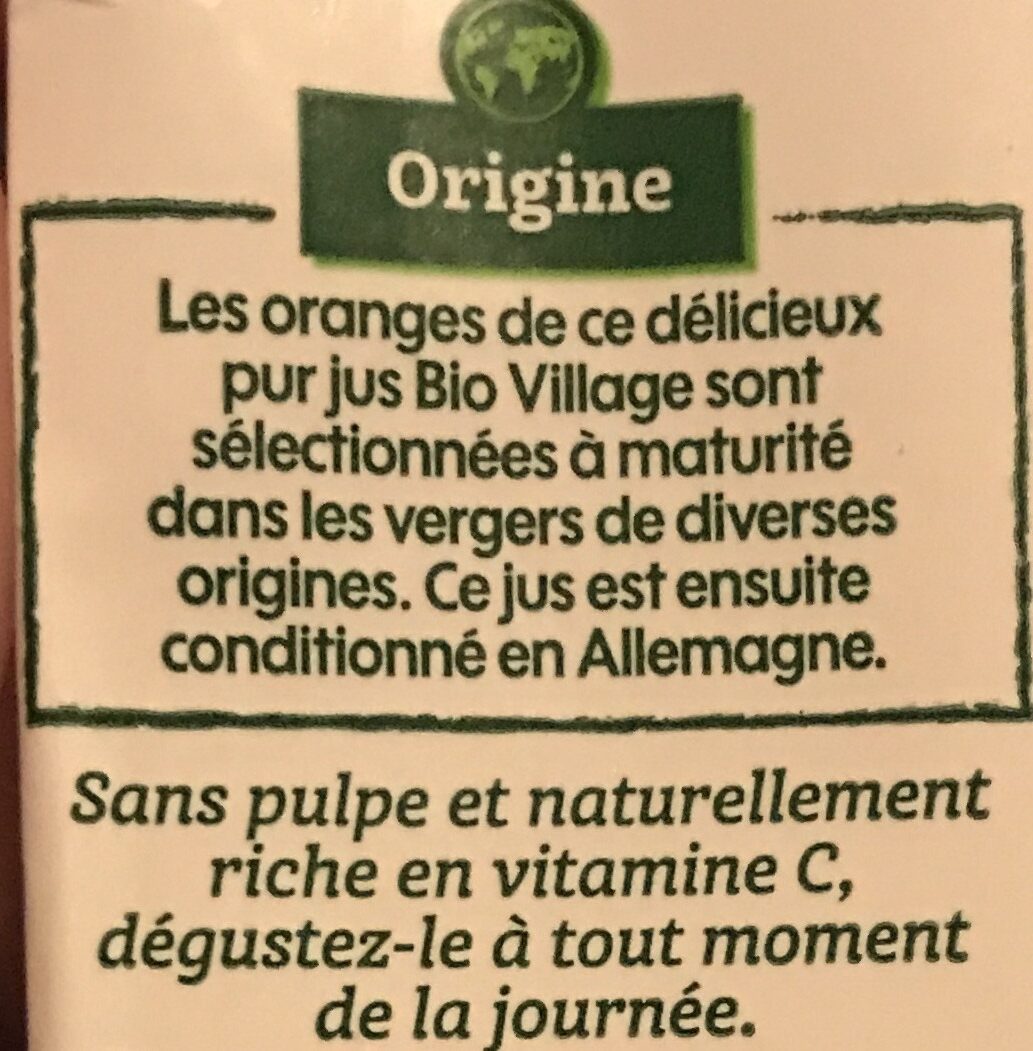 Origine
Les oranges de ce délicieux
pur jus Bio Village sont
sélectionnées à maturité
dans les vergers de diverses
origines. Ce jus est ensuite
conditionné en Allemagne.
Sans pulpe et naturellement
riche en vitamine C,
dégustez-le à tout moment
de la journée.